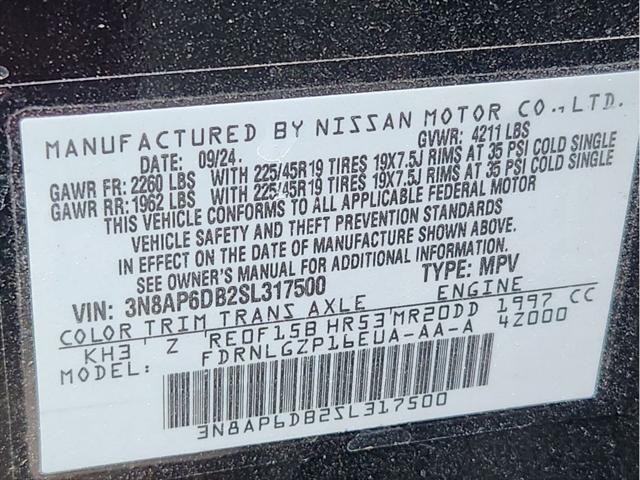 MANUFACTURED BY NISSAN MOTOR CO.,LTD.
DATE: 09/24. GVWR: 4211 LBS
GAWR FR: 2260 LBS WITH 225/45R19 TIRES 19X7.5J RIMS AT 35 PSI COLD SINGLE
GAWR RR: 1962 LBS WITH 225/45R19 TIRES 19X7.5J RIMS AT 35 PSI COLD SINGLE
THIS VEHICLE CONFORMS TO ALL APPLICABLE FEDERAL MOTOR
VEHICLE SAFETY AND THEFT PREVENTION STANDARDS
IN EFFECT ON THE DATE OF MANUFACTURE SHOWN ABOVE.
SEE OWNER'S MANUAL FOR ADDITIONAL INFORMATION.
VIN: 3N8AP6DB2SL317500 TYPE: MPV
COLOR TRIM TRANS AXLE ENGINE
KH3 Z RE0F15B HR53 MR20DD 1997 CC
MODEL: FDRNLGZP16EUA-AA-A 4Z000
3N8AP6DB2SL317500